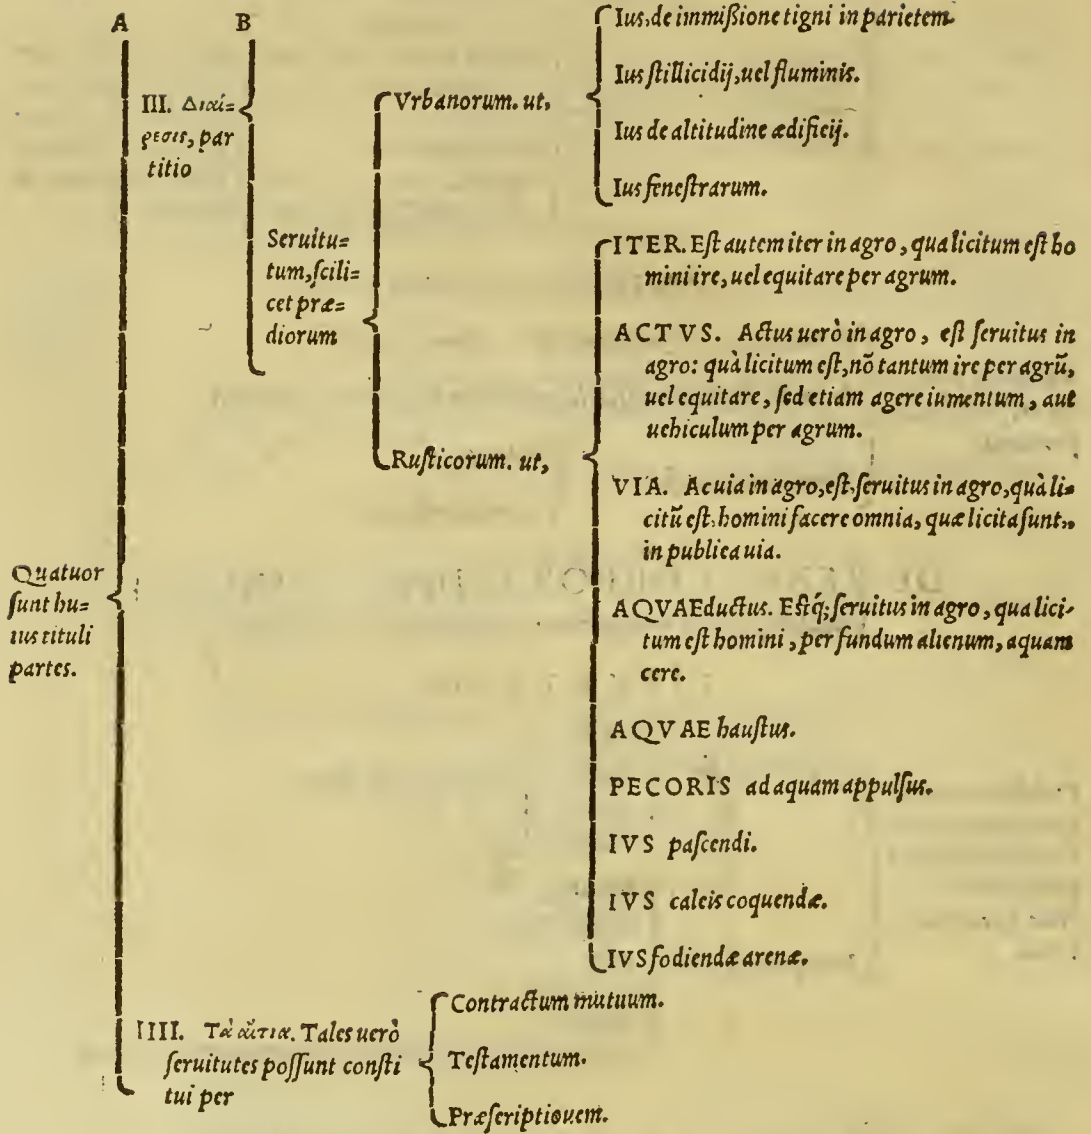 A B
III. Διαί=
ρεσις, par
titio
Vrbanorum. ut,
Ius, de immißione tigni in parietem.
Ius ſtillicidij, uel fluminis.
Ius de altitudine ædificij.
Ius feneſtrarum.
Seruitu=
tum, ſcili=
cet præ=
diorum
Ruſticorum. ut,
ITER. Eſt autem iter in agro, qua licitum eſt ho
mini ire, uel equitare per agrum.
ACTVS. Actus uerò in agro, eſt ſeruitus in
agro: quà licitum eſt, nõ tantum ire per agrũ,
uel equitare, ſed etiam agere iumentum, aut
uehiculum per agrum.
VIA. Ac uia in agro, eſt, ſeruitus in agro, quà li=
citũ eſt, homini facere omnia, quæ licita ſunt,
in publica uia.
AQVAEductus. Eſtq́; ſeruitus in agro, qua lici-
tum eſt homini, per fundum alienum, aquam
cere.
AQVAE hauſtus.
PECORIS ad aquam appulſus.
IVS paſcendi.
IVS calcis coquendæ.
IVS fodiendæ arenæ.
Quatuor
ſunt hu=
ius tituli
partes.
IIII. Τὰ αἴτια. Tales uerò
ſeruitutes poſſunt conſti
tui per
Contractum mutuum.
Teſtamentum.
Præſcriptionem.